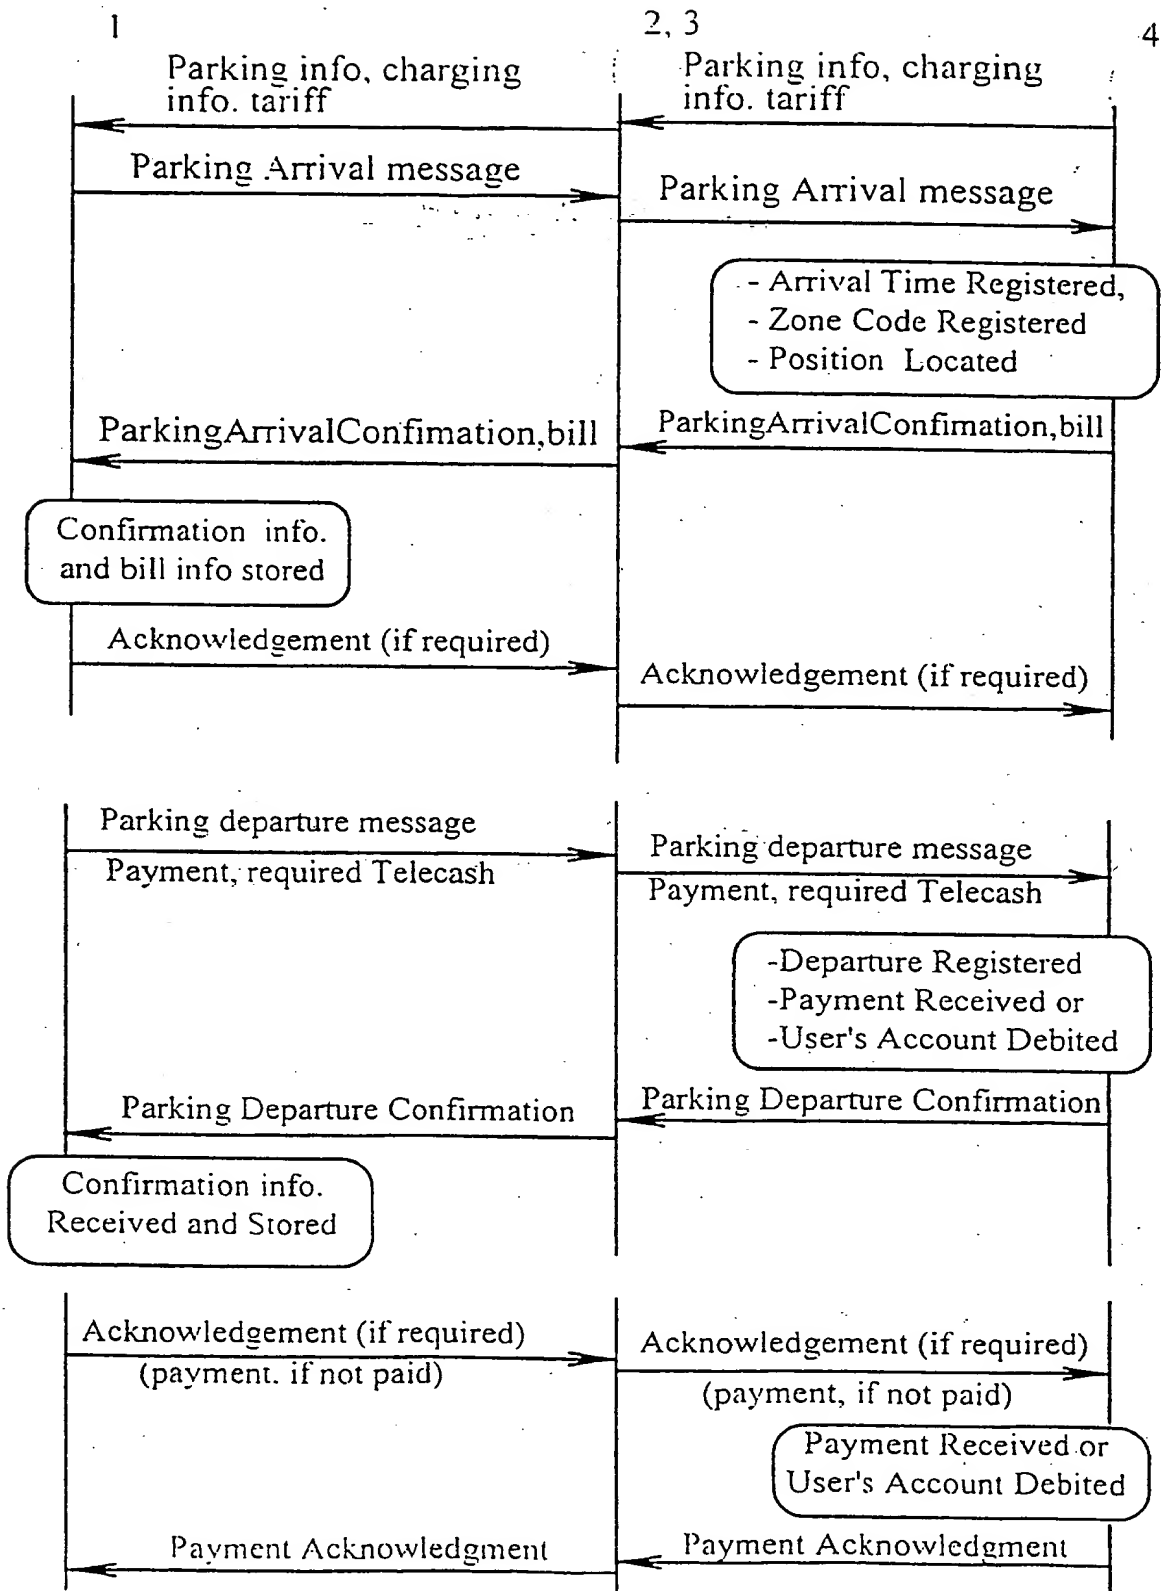 1
2, 3
4
Parking info, charging
info. tariff
Parking info, charging
info. tariff
Parking Arrival message
Parking Arrival message
- Arrival Time Registered,
- Zone Code Registered
- Position Located
ParkingArrivalConfimation,bill
ParkingArrivalConfimation,bill
Confirmation info.
and bill info stored
Acknowledgement (if required)
Acknowledgement (if required)
Parking departure message
Payment, required Telecash
Parking departure message
Payment, required Telecash
-Departure Registered
-Payment Received or
-User's Account Debited
Parking Departure Confirmation
Parking Departure Confirmation
Confirmation info.
Received and Stored
Acknowledgement (if required)
(payment. if not paid)
Acknowledgement (if required)
(payment, if not paid)
Payment Received or
User's Account Debited
Payment Acknowledgment
Payment Acknowledgment